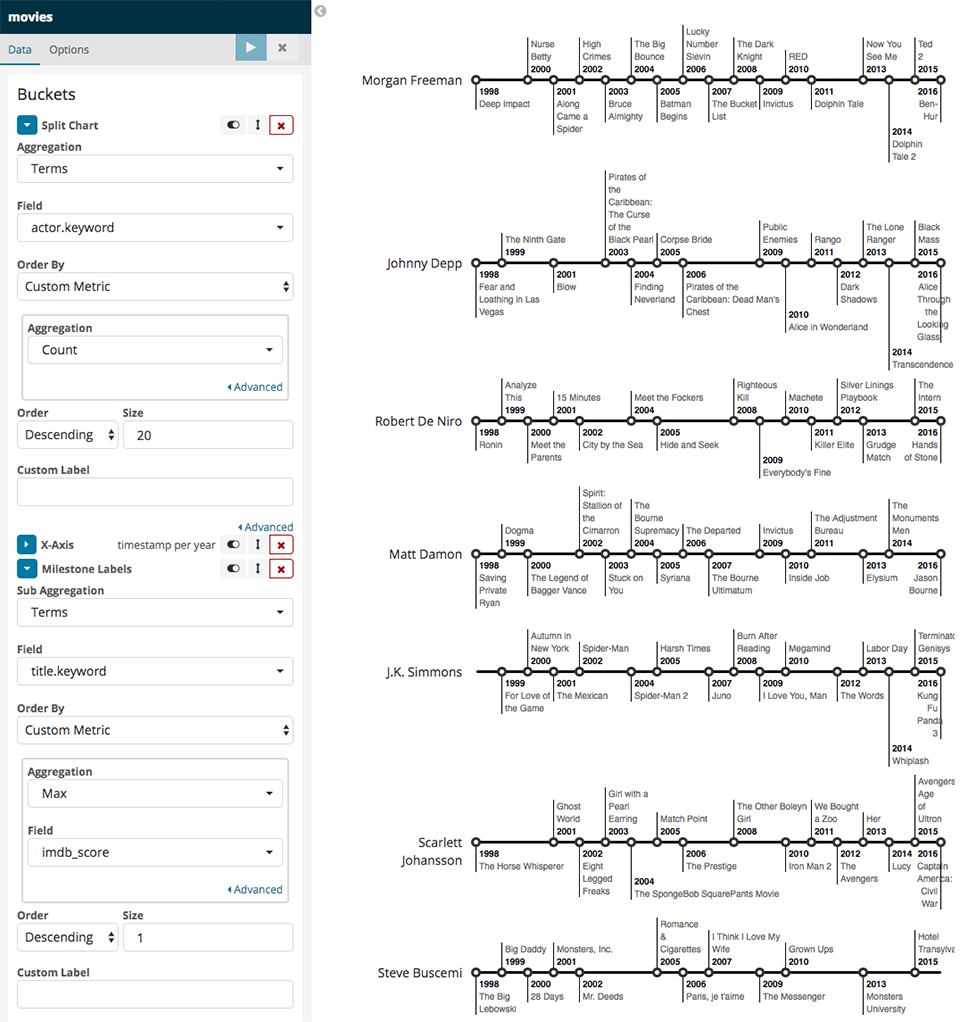 movies
Data Options
Buckets
Split Chart
Aggregation
Terms
Field
actor.keyword
Order By
Custom Metric
Aggregation
Count
Advanced
Order Size
Descending 20
Custom Label
Advanced
X-Axis timestamp per year
Milestone Labels
Sub Aggregation
Terms
Field
title.keyword
Order By
Custom Metric
Aggregation
Max
Field
imdb_score
Advanced
Order Size
Descending 1
Custom Label
Morgan Freeman
1998
Deep Impact
Nurse
Betty
2000
2001
Along
Came a
Spider
High
Crimes
2002
2003
Bruce
Almighty
The Big
Bounce
2004
2005
Batman
Begins
Lucky
Number
Slevin
2006
2007
The Bucket
List
The Dark
Knight
2008
2009
Invictus
RED
2010
2011
Dolphin Tale
Now You
See Me
2013
2014
Dolphin
Tale 2
Ted
2
2015
2016
Ben-
Hur
Johnny Depp
1998
Fear and
Loathing in Las
Vegas
The Ninth Gate
1999
2001
Blow
Pirates of
the
Caribbean:
The Curse
of the
Black Pearl
2003
2004
Finding
Neverland
Corpse Bride
2005
2006
Pirates of the
Caribbean: Dead Man's
Chest
Public
Enemies
2009
2010
Alice in Wonderland
Rango
2011
2012
Dark
Shadows
The Lone
Ranger
2013
2014
Transcendence
Black
Mass
2015
2016
Alice
Through
the
Looking
Glass
Robert De Niro
1998
Ronin
Analyze
This
1999
2000
Meet the
Parents
15 Minutes
2001
2002
City by the Sea
Meet the Fockers
2004
2005
Hide and Seek
Righteous
Kill
2008
2009
Everybody's Fine
Machete
2010
2011
Killer Elite
Silver Linings
Playbook
2012
2013
Grudge
Match
The
Intern
2015
2016
Hands
of Stone
Matt Damon
1998
Saving
Private
Ryan
Dogma
1999
2000
The Legend of
Bagger Vance
Spirit:
Stallion of
the
Cimarron
2002
2003
Stuck on
You
The
Bourne
Supremacy
2004
2005
Syriana
The Departed
2006
2007
The Bourne
Ultimatum
Invictus
2009
2010
Inside Job
The Adjustment
Bureau
2011
2013
Elysium
The
Monuments
Men
2014
2016
Jason
Bourne
J.K. Simmons
1999
For Love of
the Game
Autumn in
New York
2000
2001
The Mexican
Spider-Man
2002
2004
Spider-Man 2
Harsh Times
2005
2007
Juno
Burn After
Reading
2008
2009
I Love You, Man
Megamind
2010
2012
The Words
Labor Day
2013
2014
Whiplash
Terminato
Genisys
2015
2016
Kung
Fu
Panda
3
Scarlett
Johansson
1998
The Horse Whisperer
Ghost
World
2001
2002
Eight
Legged
Freaks
Girl with a
Pearl
Earring
2003
2004
The SpongeBob SquarePants Movie
Match Point
2005
2006
The Prestige
The Other Boleyn
Girl
2008
2010
Iron Man 2
We Bought
a Zoo
2011
2012
The
Avengers
Her
2013
2014
Lucy
Avengers:
Age
of
Ultron
2015
2016
Captain
America:
Civil
War
Steve Buscemi
1998
The Big
Lebowski
Big Daddy
1999
2000
28 Days
Monsters, Inc.
2001
2002
Mr. Deeds
Romance
&
Cigarettes
2005
2006
Paris, je t'aime
I Think I Love My
Wife
2007
2009
The Messenger
Grown Ups
2010
2013
Monsters
University
Hotel
Transylva
2015